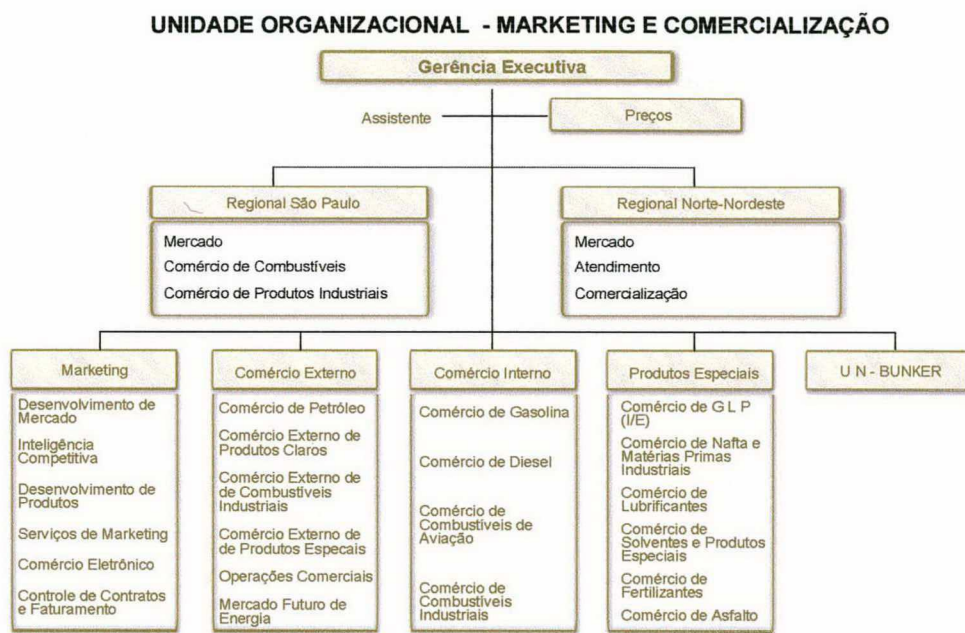 UNIDADE ORGANIZACIONAL - MARKETING E COMERCIALIZAÇÃO
Gerência Executiva
Assistente
Preços
Regional São Paulo
Mercado
Comércio de Combustíveis
Comércio de Produtos Industriais
Regional Norte-Nordeste
Mercado
Atendimento
Comercialização
Marketing
Desenvolvimento de
Mercado
Inteligência
Competitiva
Desenvolvimento de
Produtos
Serviços de Marketing
Comércio Eletrônico
Controle de Contratos
e Faturamento
Comércio Externo
Comércio de Petróleo
Comércio Externo de
Produtos Claros
Comércio Externo de
de Combustíveis
Industriais
Comércio Externo de
de Produtos Especais
Operações Comerciais
Mercado Futuro de
Energia
Comércio Interno
Comércio de Gasolina
Comércio de Diesel
Comércio de
Combustíveis de
Aviação
Comércio de
Combustíveis
Industriais
Produtos Especiais
Comércio de G L P
(I/E)
Comércio de Nafta e
Matérias Primas
Industriais
Comércio de
Lubrificantes
Comércio de
Solventes e Produtos
Especiais
Comércio de
Fertilizantes
Comércio de Asfalto
U N - BUNKER